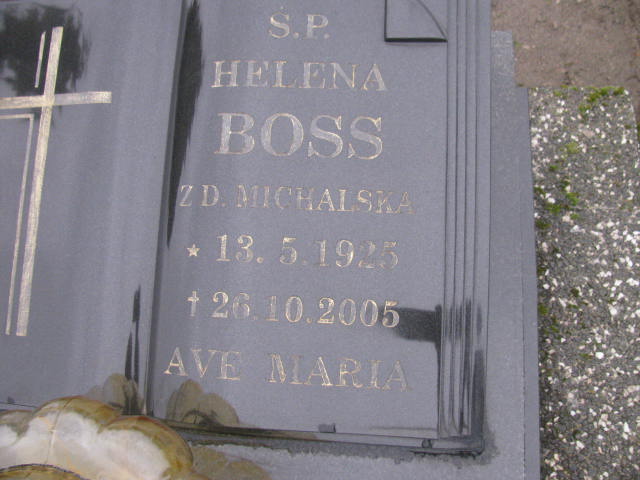 Ś.P.
HELENA
BOSS
Z D. MICHALSKA
★ 13. 5.1925
† 26.10.2005
AVE MARIA